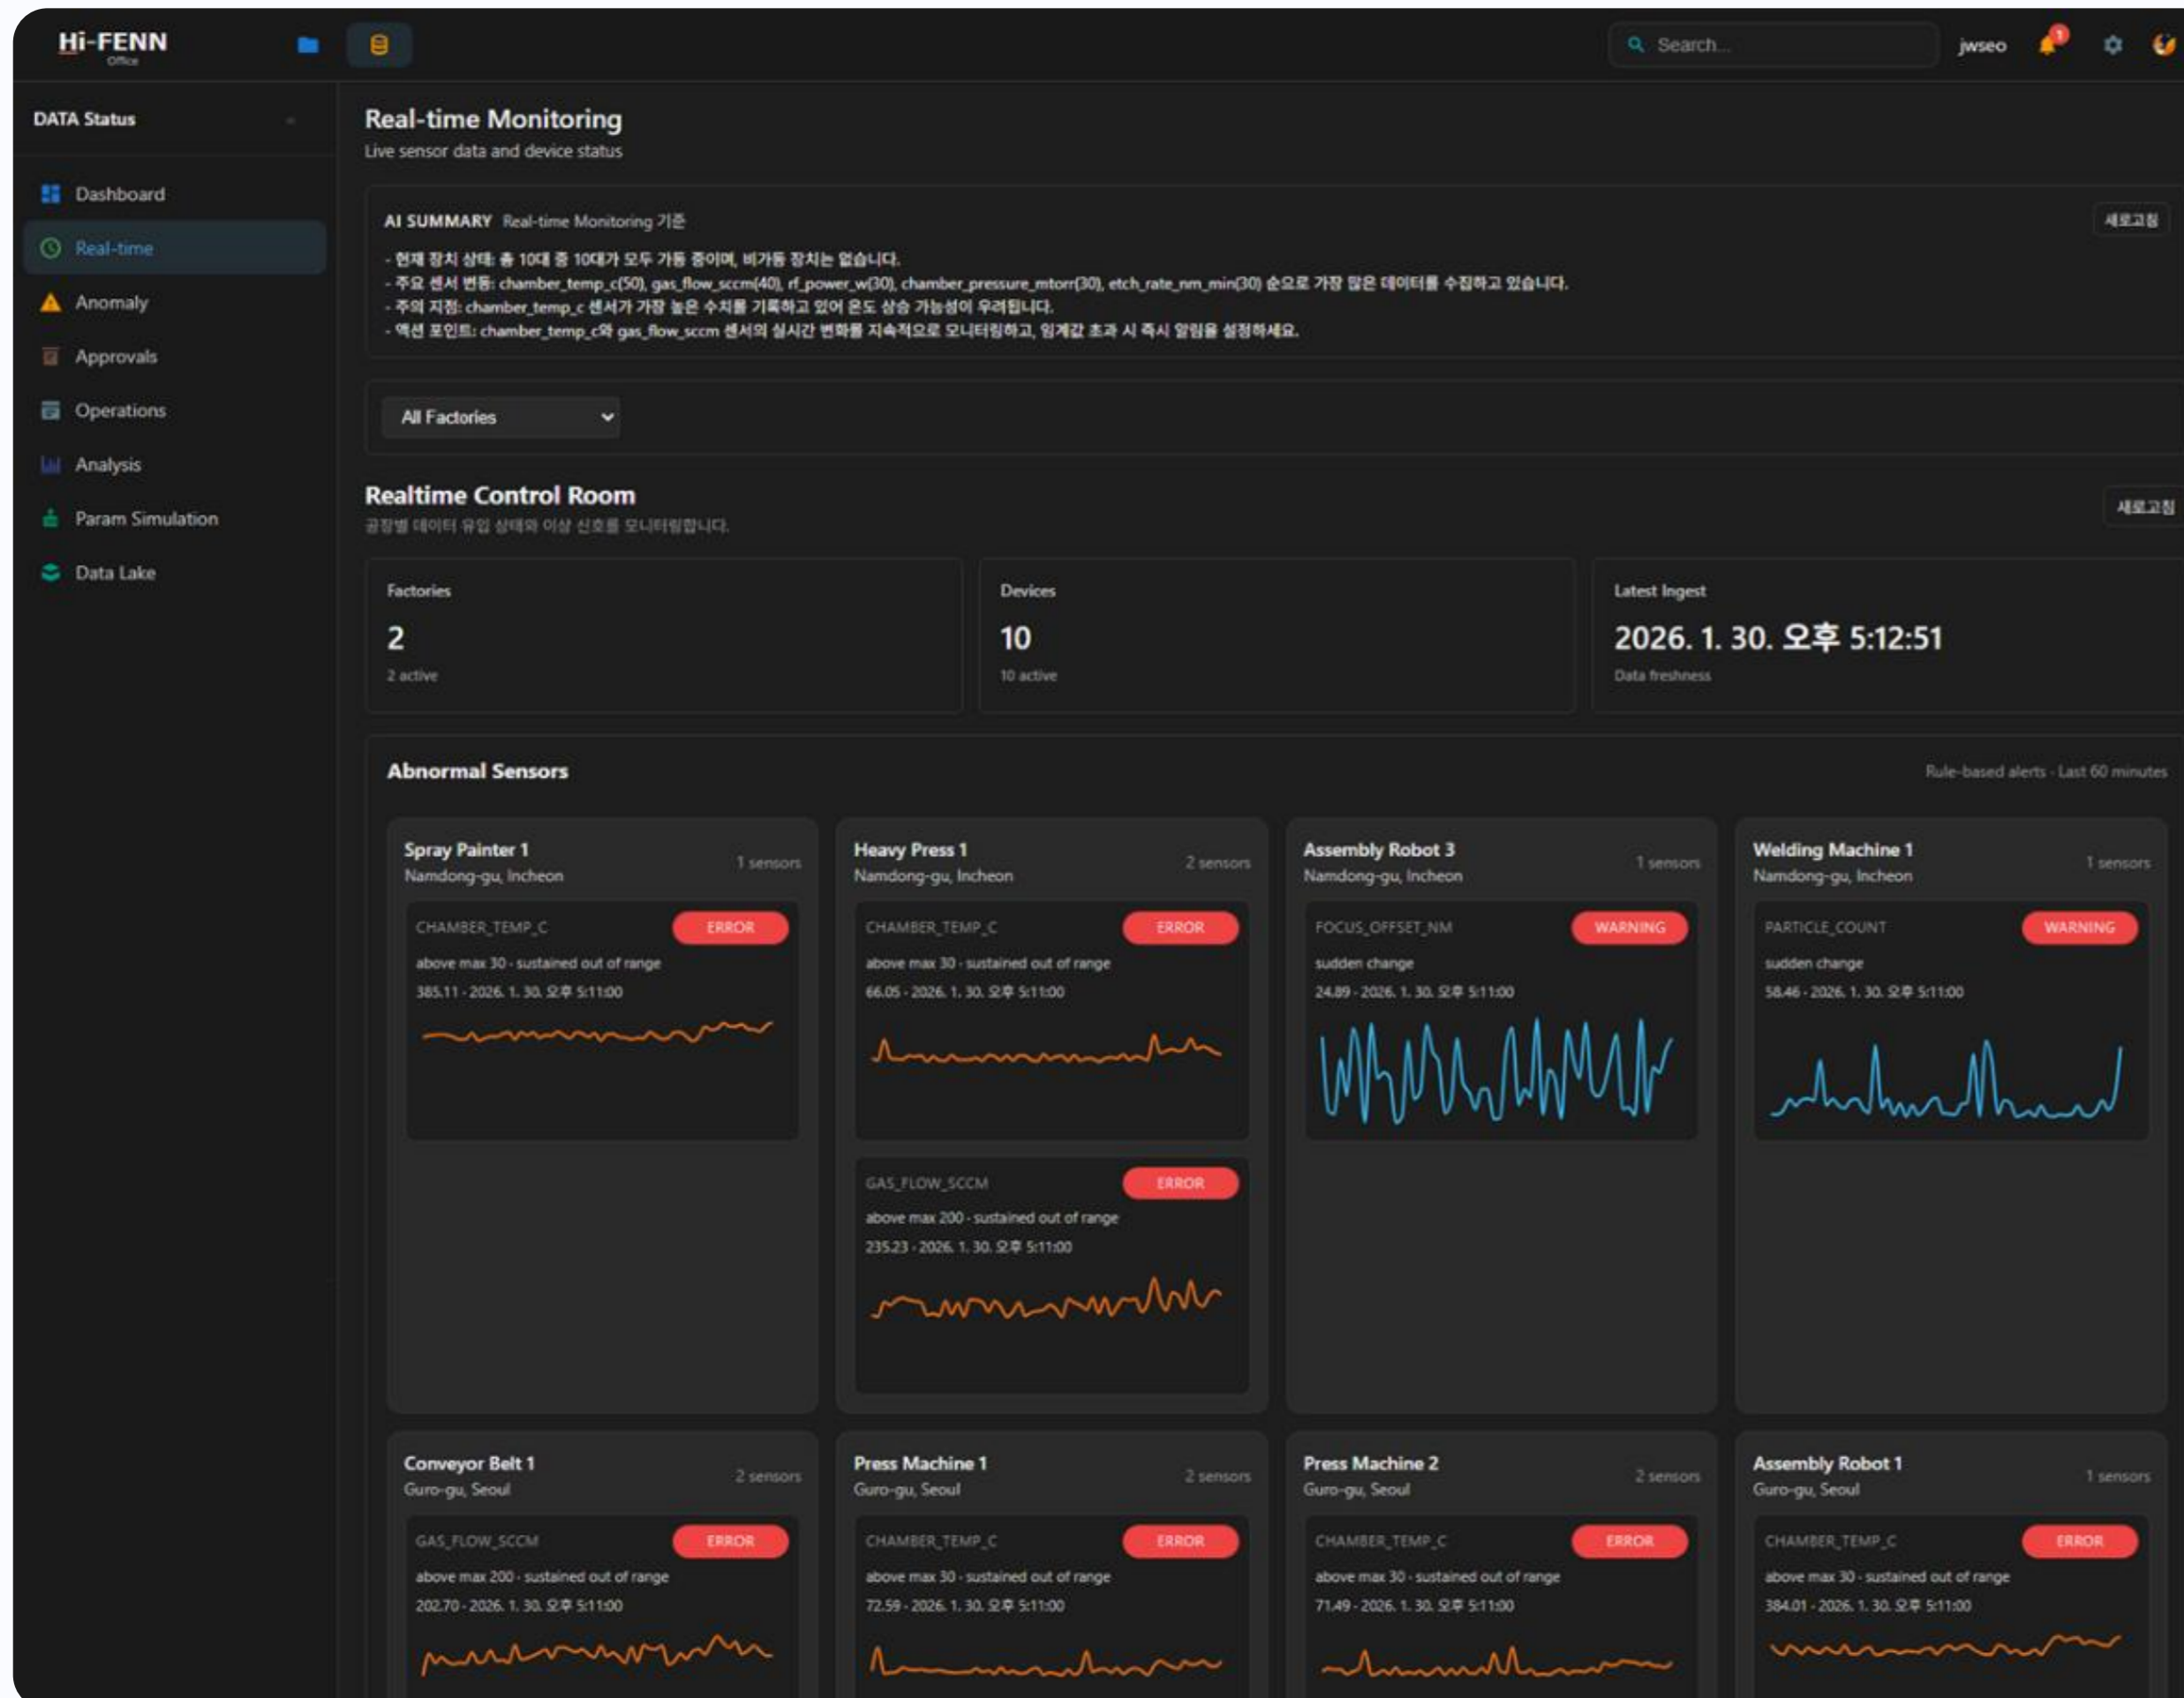 Hi-FENN
Office
Search...
jwseo
1
DATA Status
Dashboard
Real-time
Anomaly
Approvals
Operations
Analysis
Param Simulation
Data Lake
Real-time Monitoring
Live sensor data and device status
AI SUMMARY Real-time Monitoring 기준
새로고침
- 현재 장치 상태: 총 10대 중 10대가 모두 가동 중이며, 비가동 장치는 없습니다.
- 주요 센서 변동: chamber_temp_c(50), gas_flow_sccm(40), rf_power_w(30), chamber_pressure_mtorr(30), etch_rate_nm_min(30) 순으로 가장 많은 데이터를 수집하고 있습니다.
- 주의 지점: chamber_temp_c 센서가 가장 높은 수치를 기록하고 있어 온도 상승 가능성이 우려됩니다.
- 액션 포인트: chamber_temp_c와 gas_flow_sccm 센서의 실시간 변화를 지속적으로 모니터링하고, 임계값 초과 시 즉시 알림을 설정하세요.
All Factories
Realtime Control Room
공장별 데이터 유입 상태와 이상 신호를 모니터링합니다.
새로고침
Factories
2
2 active
Devices
10
10 active
Latest Ingest
2026. 1. 30. 오후 5:12:51
Data freshness
Abnormal Sensors
Rule-based alerts · Last 60 minutes
Spray Painter 1
Namdong-gu, Incheon
1 sensors
CHAMBER_TEMP_C
ERROR
above max 30 · sustained out of range
385.11 · 2026. 1. 30. 오후 5:11:00
Heavy Press 1
Namdong-gu, Incheon
2 sensors
CHAMBER_TEMP_C
ERROR
above max 30 · sustained out of range
66.05 · 2026. 1. 30. 오후 5:11:00
GAS_FLOW_SCCM
ERROR
above max 200 · sustained out of range
235.23 · 2026. 1. 30. 오후 5:11:00
Assembly Robot 3
Namdong-gu, Incheon
1 sensors
FOCUS_OFFSET_NM
WARNING
sudden change
24.89 · 2026. 1. 30. 오후 5:11:00
Welding Machine 1
Namdong-gu, Incheon
1 sensors
PARTICLE_COUNT
WARNING
sudden change
58.46 · 2026. 1. 30. 오후 5:11:00
Conveyor Belt 1
Guro-gu, Seoul
2 sensors
GAS_FLOW_SCCM
ERROR
above max 200 · sustained out of range
202.70 · 2026. 1. 30. 오후 5:11:00
Press Machine 1
Guro-gu, Seoul
2 sensors
CHAMBER_TEMP_C
ERROR
above max 30 · sustained out of range
72.59 · 2026. 1. 30. 오후 5:11:00
Press Machine 2
Guro-gu, Seoul
2 sensors
CHAMBER_TEMP_C
ERROR
above max 30 · sustained out of range
71.49 · 2026. 1. 30. 오후 5:11:00
Assembly Robot 1
Guro-gu, Seoul
1 sensors
CHAMBER_TEMP_C
ERROR
above max 30 · sustained out of range
384.01 · 2026. 1. 30. 오후 5:11:00